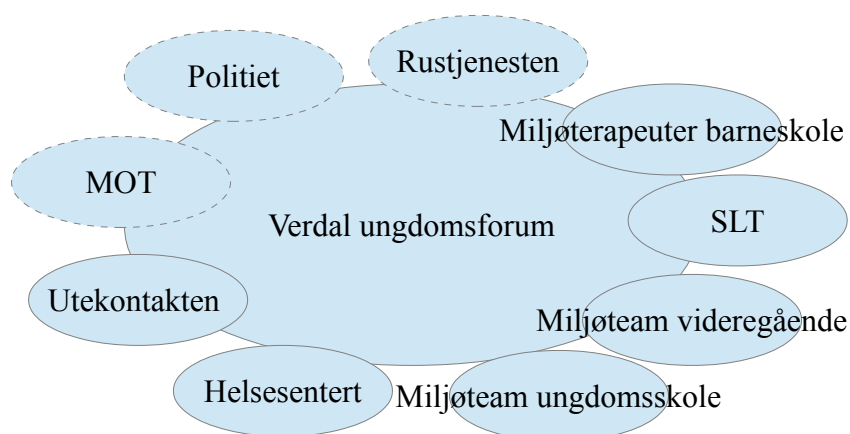 Rustjenesten
Politiet
Miljøterapeuter barneskole
MOT
SLT
Verdal ungdomsforum
Utekontakten
Miljøteam videregående
Helsesentert
Miljøteam ungdomsskole